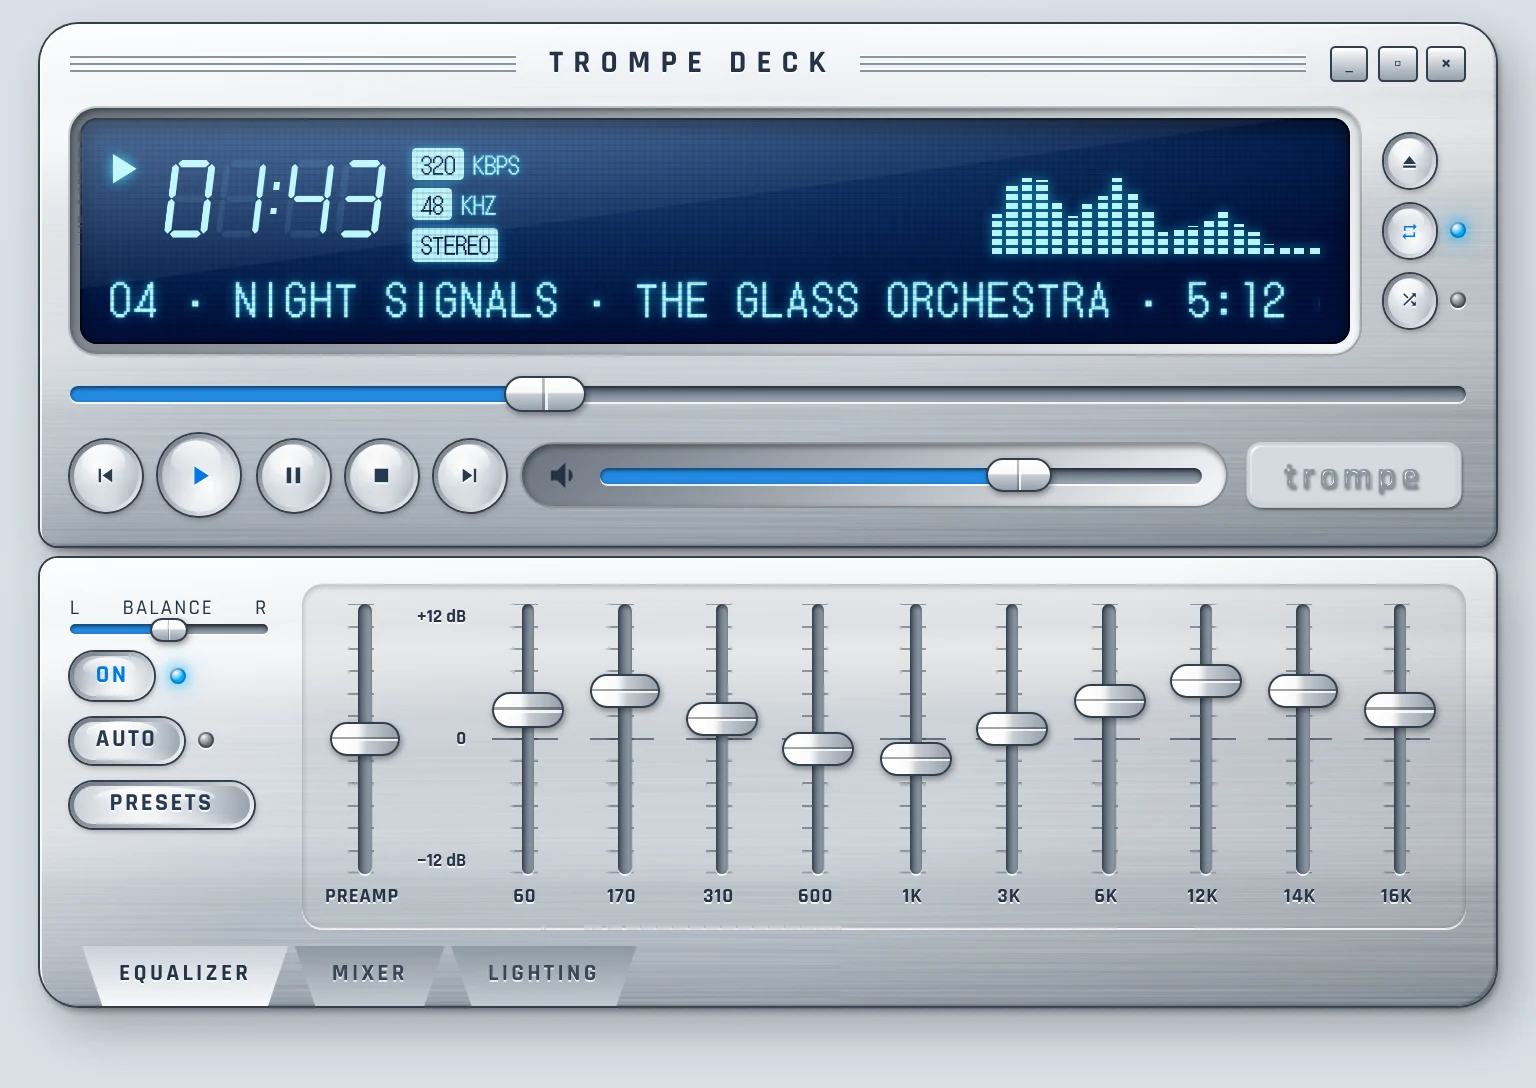 TROMPE DECK
01:43
320 KBPS
48 KHZ
STEREO
04 · NIGHT SIGNALS · THE GLASS ORCHESTRA · 5:12
trompe
L BALANCE R
ON
AUTO
PRESETS
+12 dB
0
−12 dB
PREAMP 60 170 310 600 1K 3K 6K 12K 14K 16K
EQUALIZER MIXER LIGHTING